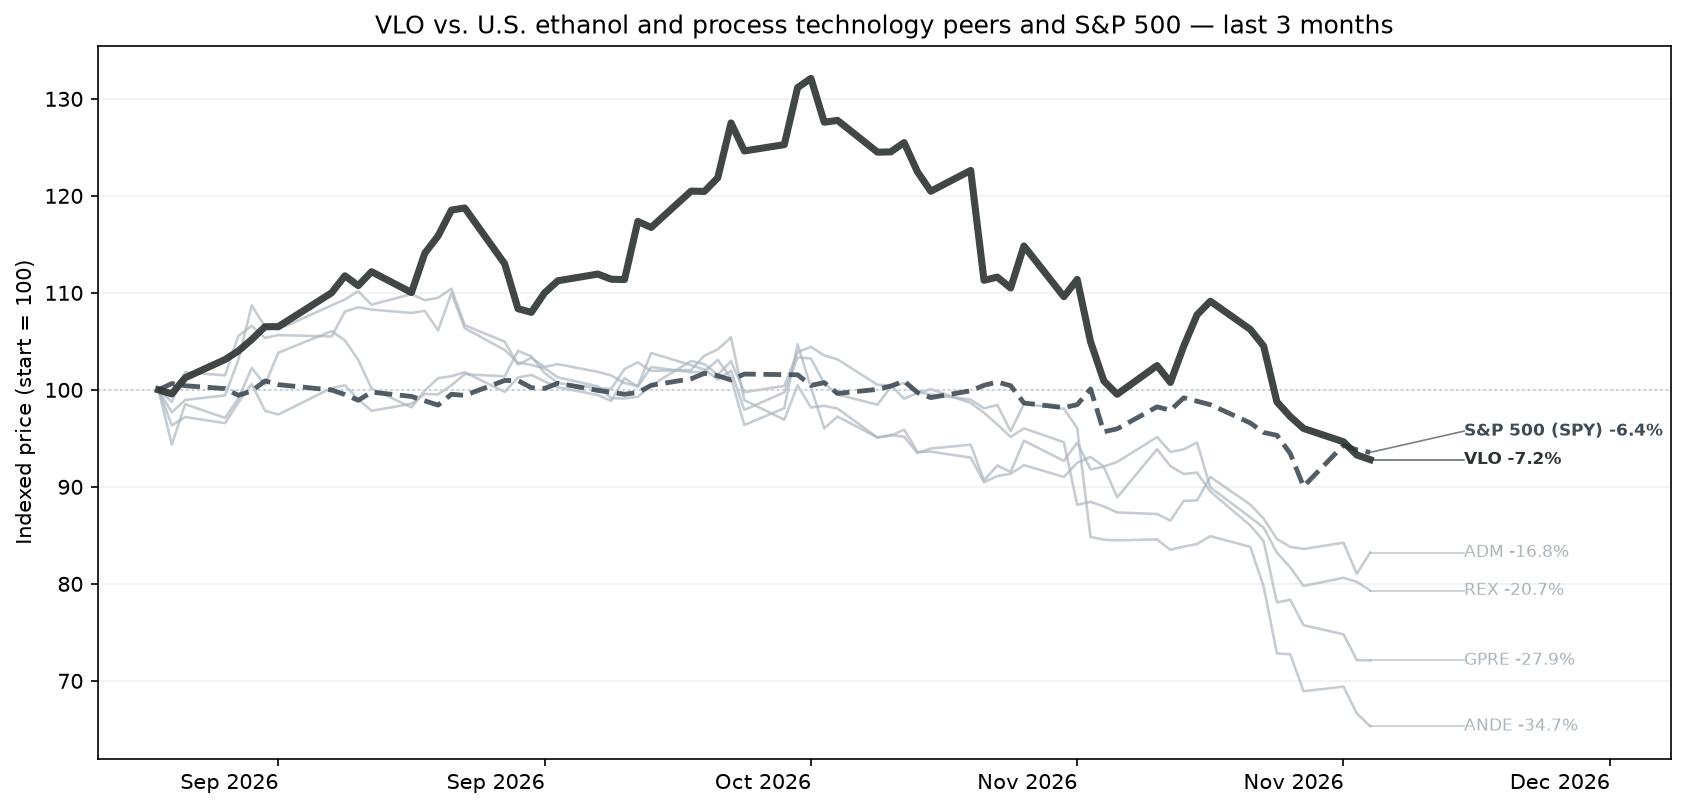 VLO vs. U.S. ethanol and process technology peers and S&P 500 — last 3 months
Indexed price (start = 100)
130
120
110
100
90
80
70
S&P 500 (SPY) -6.4%
VLO -7.2%
ADM -16.8%
REX -20.7%
GPRE -27.9%
ANDE -34.7%
Sep 2026
Sep 2026
Oct 2026
Nov 2026
Nov 2026
Dec 2026